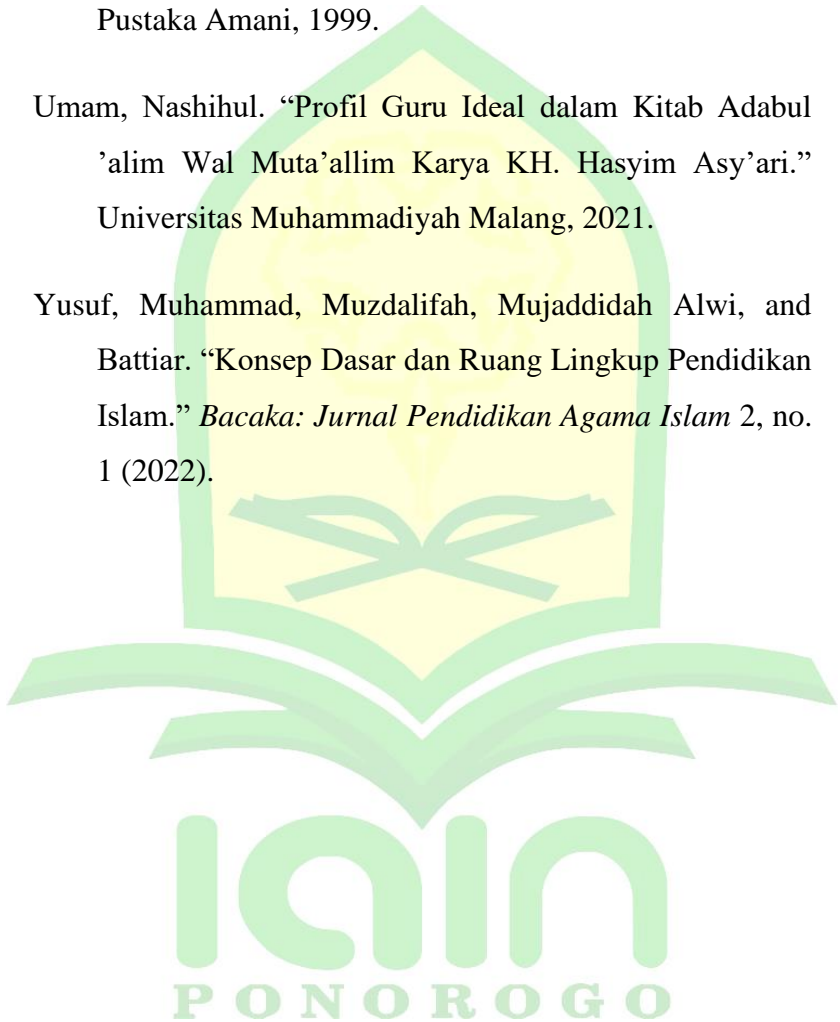 Pustaka Amani, 1999.
Umam, Nashihul. “Profil Guru Ideal dalam Kitab Adabul
’alim Wal Muta’allim Karya KH. Hasyim Asy’ari.”
Universitas Muhammadiyah Malang, 2021.
Yusuf, Muhammad, Muzdalifah, Mujaddidah Alwi, and
Battiar. “Konsep Dasar dan Ruang Lingkup Pendidikan
Islam.” Bacaka: Jurnal Pendidikan Agama Islam 2, no.
1 (2022).
IAIN
PONOROGO